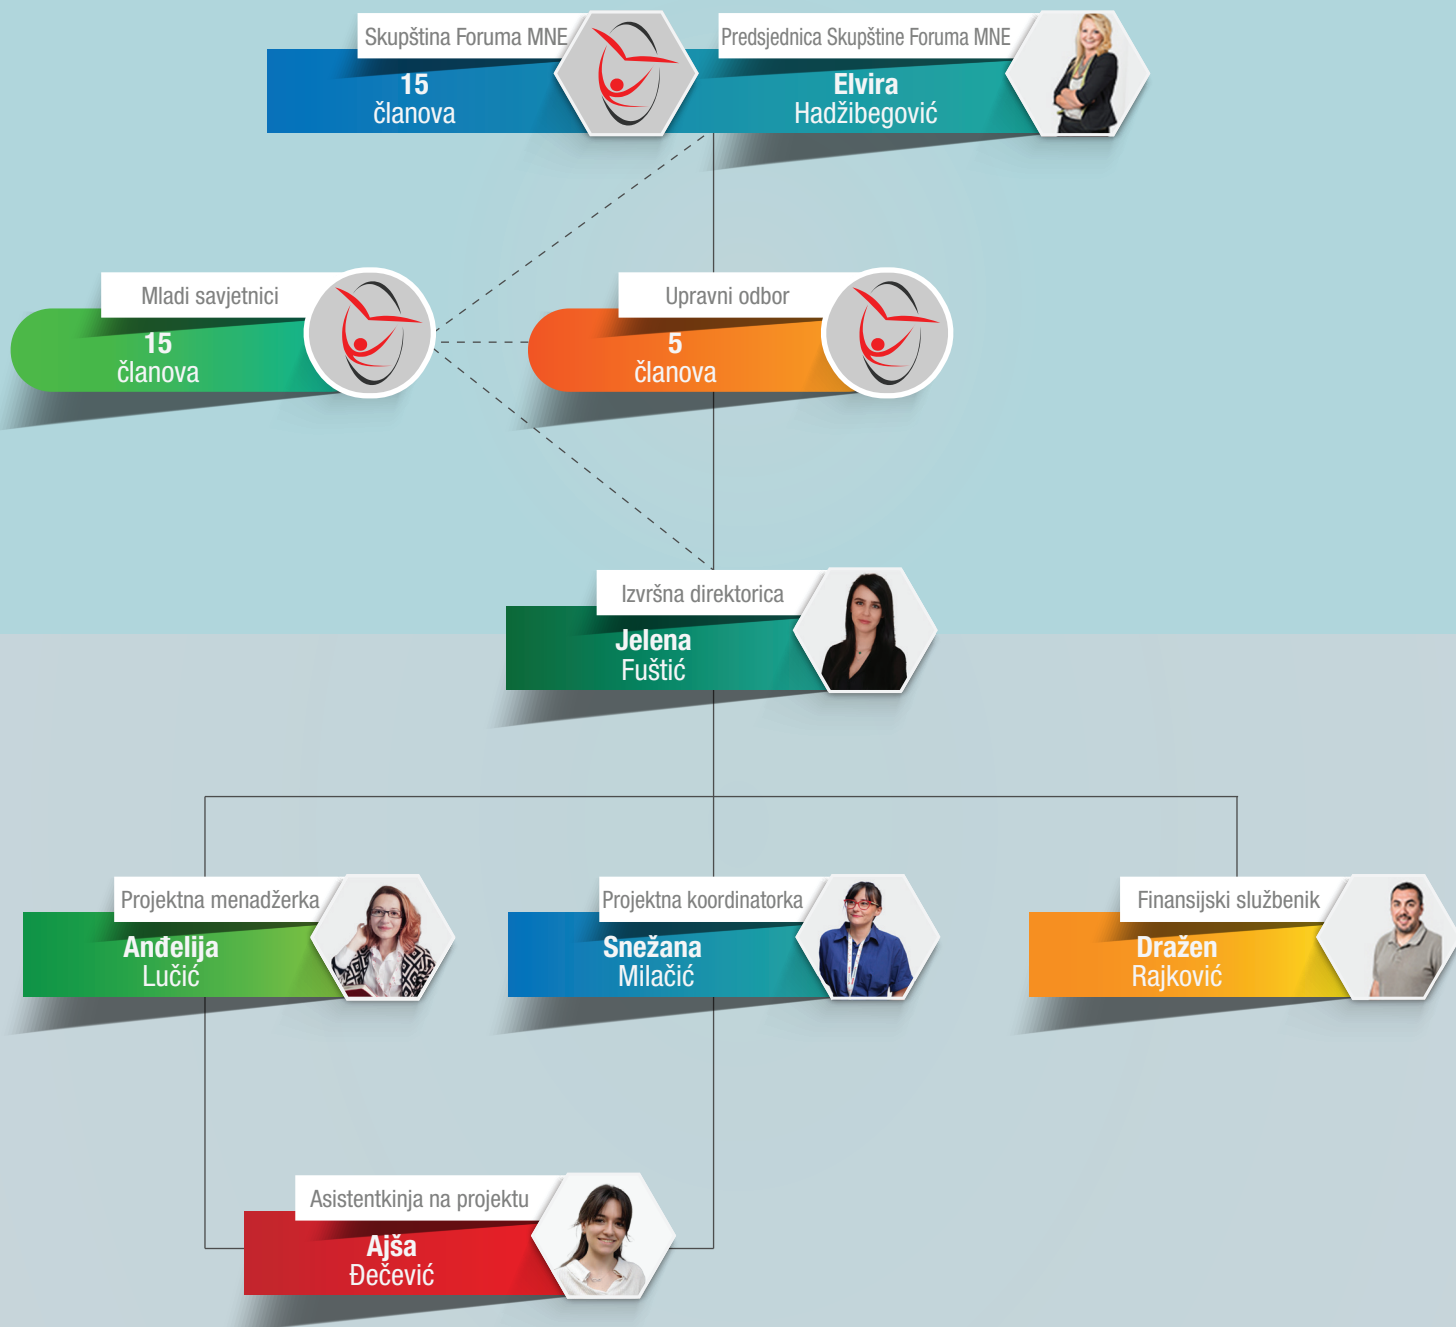 Skupština Foruma MNE
15
članova
Predsjednica Skupštine Foruma MNE
Elvira
Hadžibegović
Mladi savjetnici
15
članova
Upravni odbor
5
članova
Izvršna direktorica
Jelena
Fuštić
Projektna menadžerka
Anđelija
Lučić
Projektna koordinatorka
Snežana
Milačić
Finansijski službenik
Dražen
Rajković
Asistentkinja na projektu
Ajša
Đečević